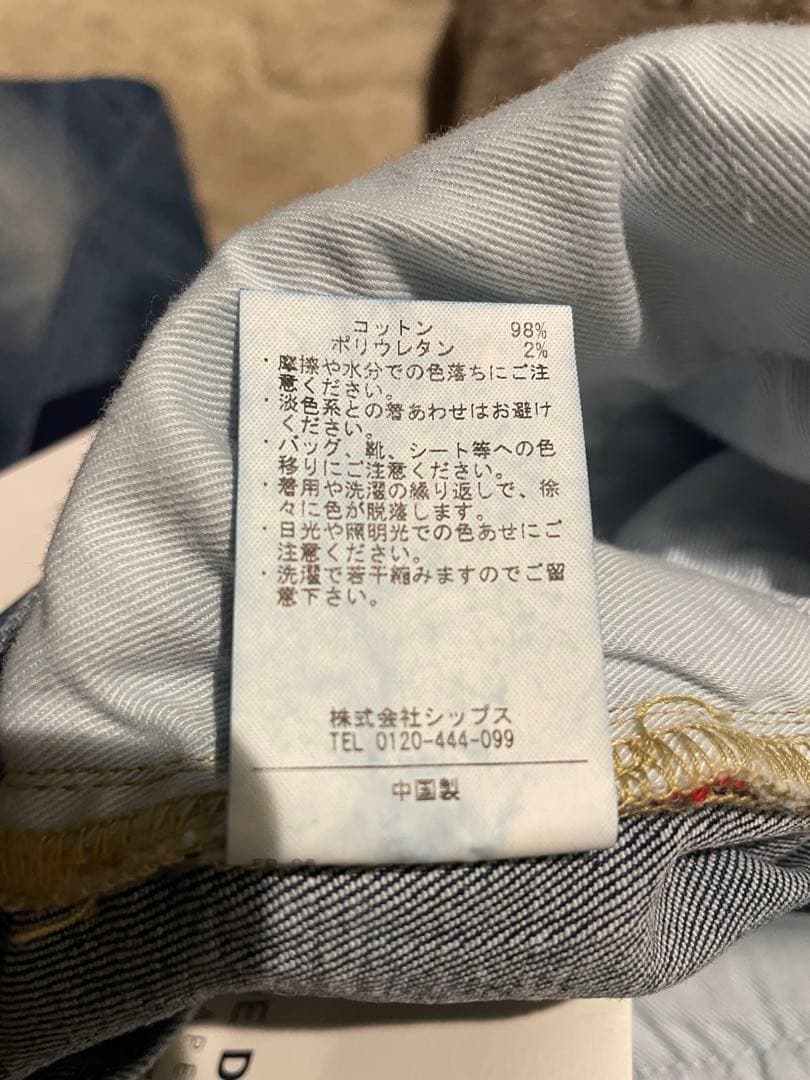 コットン 98%
ポリウレタン 2%
・摩擦や水分での色落ちにご注
意ください。
・淡色系との着あわせはお避け
ください。
・バッグ、靴、シート等への色
移りにご注意ください。
・着用や洗濯の繰り返しで、徐
々に色が脱落します。
・日光や照明光での色あせにご
注意ください。
・洗濯で若干縮みますのでご留
意下さい。
株式会社シップス
TEL 0120-444-099
中国製
E D